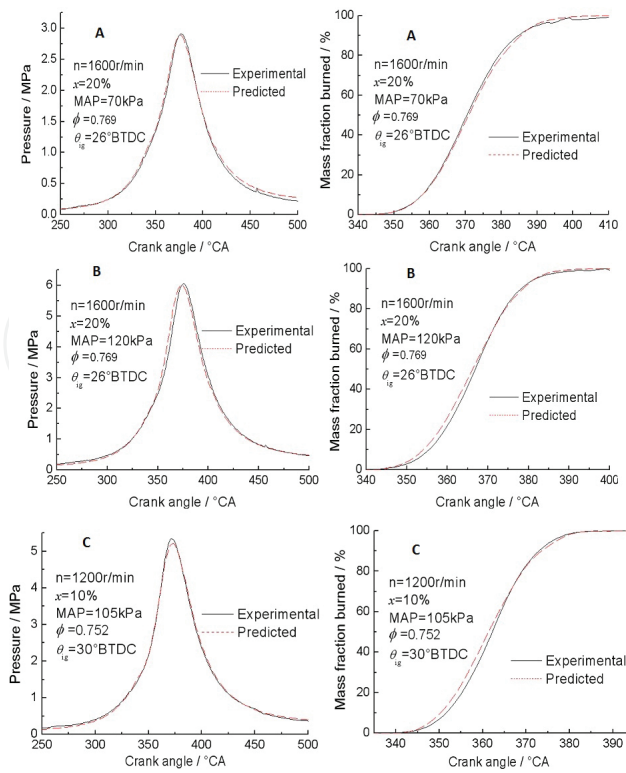 A
n=1600r/min
x=20%
MAP=70kPa
ϕ=0.769
θig=26°BTDC
Experimental
Predicted
Pressure / MPa
3.0
2.5
2.0
1.5
1.0
0.5
0.0
250 300 350 400 450 500
Crank angle / °CA
A
n=1600r/min
x=20%
MAP=70kPa
ϕ=0.769
θig=26°BTDC
Experimental
Predicted
Mass fraction burned / %
100
80
60
40
20
0
340 350 360 370 380 390 400 410
Crank angle / °CA
B
n=1600r/min
x=20%
MAP=120kPa
ϕ=0.769
θig=26°BTDC
Experimental
Predicted
Pressure / MPa
6
5
4
3
2
1
0
250 300 350 400 450 500
Crank angle / °CA
B
n=1600r/min
x=20%
MAP=120kPa
ϕ=0.769
θig=26°BTDC
Experimental
Predicted
Mass fraction burned / %
100
80
60
40
20
0
340 350 360 370 380 390 400
Crank angle / °CA
C
n=1200r/min
x=10%
MAP=105kPa
ϕ=0.752
θig=30°BTDC
Experimental
Predicted
Pressure / MPa
5
4
3
2
1
0
250 300 350 400 450 500
Crank angle / °CA
C
n=1200r/min
x=10%
MAP=105kPa
ϕ=0.752
θig=30°BTDC
Experimental
Predicted
Mass fraction burned / %
100
80
60
40
20
0
340 350 360 370 380 390
Crank angle / °CA